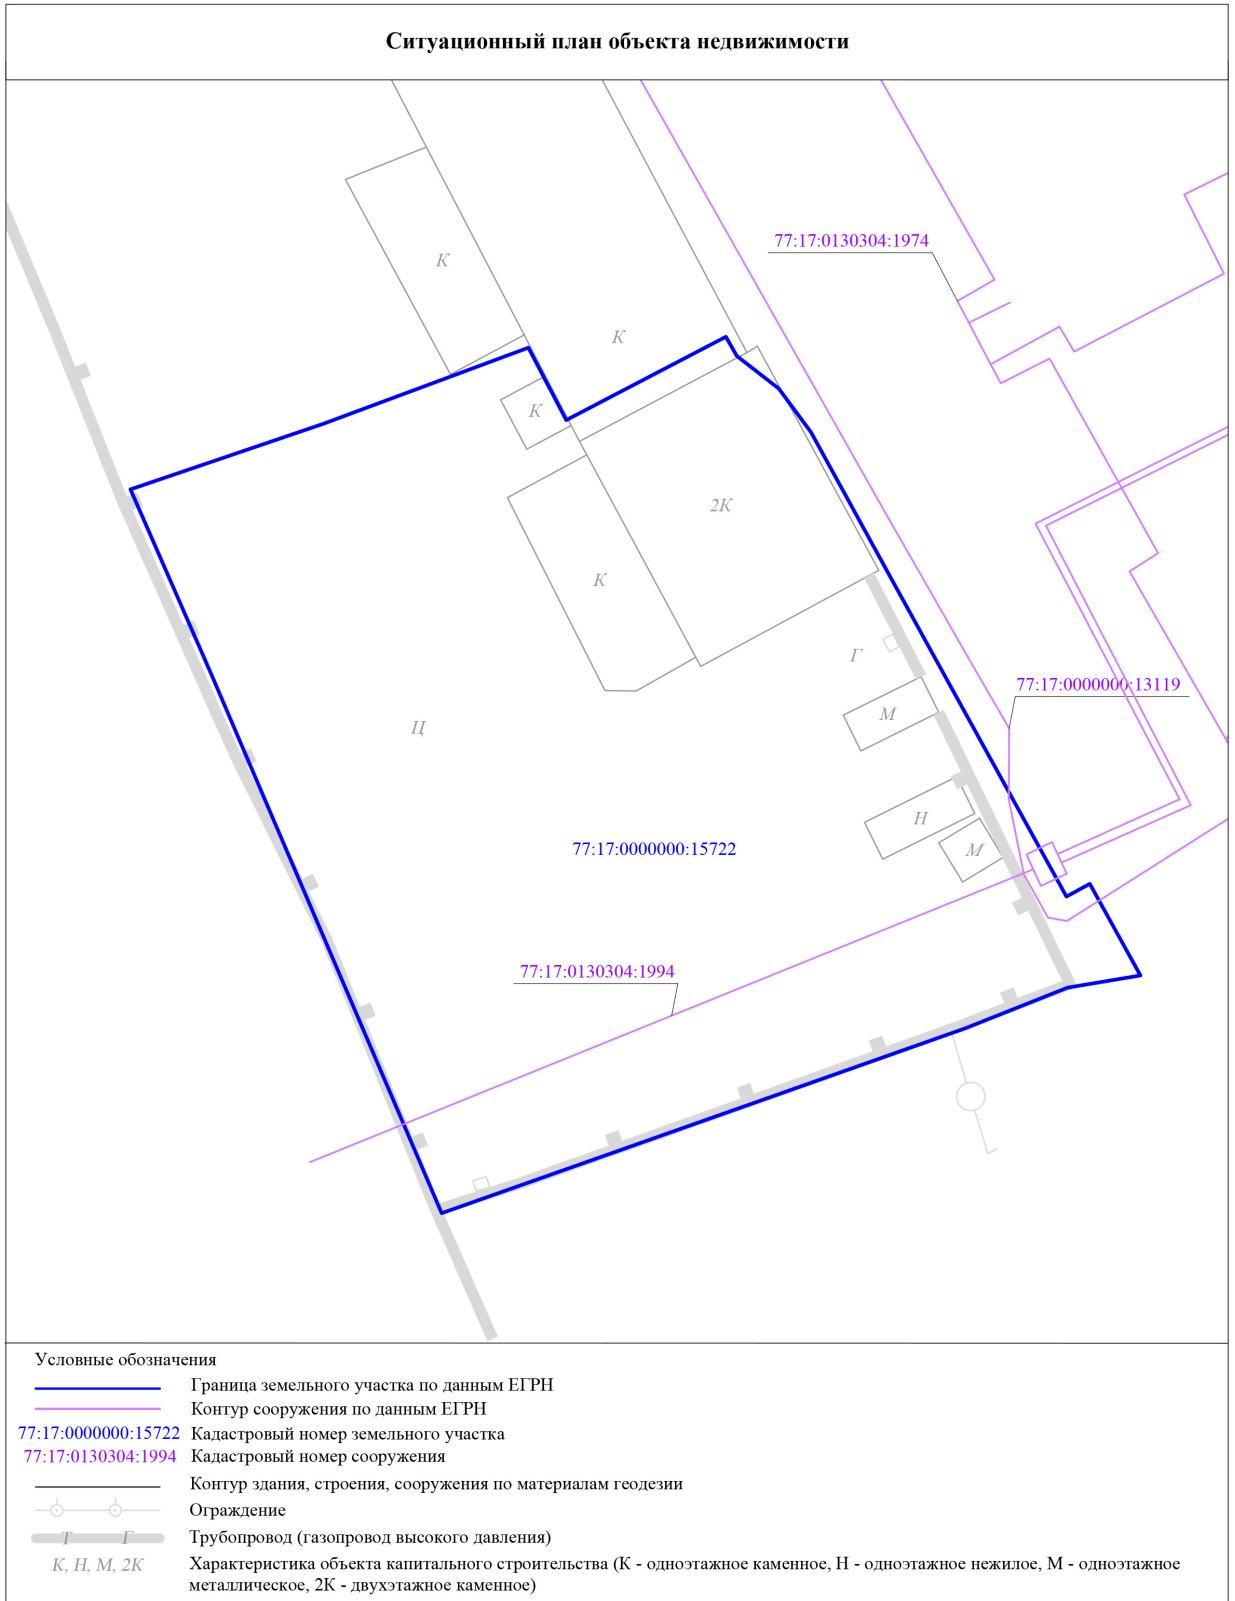 Ситуационный план объекта недвижимости
77:17:0130304:1974
К
К
К
2К
К
Г
77:17:0000000:13119
М
Ц
Н
77:17:0000000:15722
М
77:17:0130304:1994
Условные обозначения
Граница земельного участка по данным ЕГРН
Контур сооружения по данным ЕГРН
77:17:0000000:15722 Кадастровый номер земельного участка
77:17:0130304:1994 Кадастровый номер сооружения
Контур здания, строения, сооружения по материалам геодезии
Ограждение
Т Г Трубопровод (газопровод высокого давления)
К, Н, М, 2К Характеристика объекта капитального строительства (К - одноэтажное каменное, Н - одноэтажное нежилое, М - одноэтажное
металлическое, 2К - двухэтажное каменное)